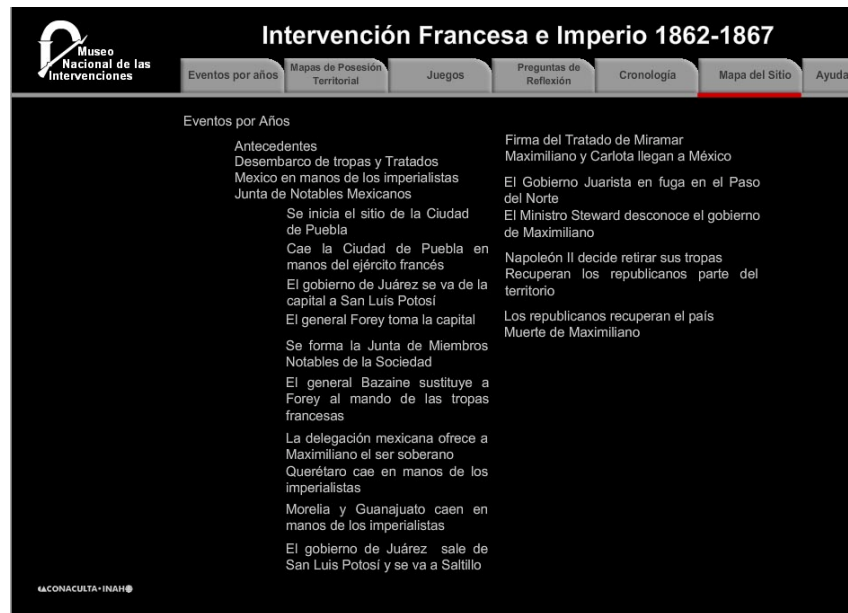 Museo
Nacional de las
Intervenciones
Intervención Francesa e Imperio 1862-1867
Eventos por años
Mapas de Posesión
Territorial
Juegos
Preguntas de
Reflexión
Cronología
Mapa del Sitio
Ayuda
Eventos por Años
Antecedentes
Desembarco de tropas y Tratados
Mexico en manos de los imperialistas
Junta de Notables Mexicanos
Se inicia el sitio de la Ciudad
de Puebla
Cae la Ciudad de Puebla en
manos del ejército francés
El gobierno de Juárez se va de la
capital a San Luís Potosí
El general Forey toma la capital
Se forma la Junta de Miembros
Notables de la Sociedad
El general Bazaine sustituye a
Forey al mando de las tropas
francesas
La delegación mexicana ofrece a
Maximiliano el ser soberano
Querétaro cae en manos de los
imperialistas
Morelia y Guanajuato caen en
manos de los imperialistas
El gobierno de Juárez sale de
San Luis Potosí y se va a Saltillo
Firma del Tratado de Miramar
Maximiliano y Carlota llegan a México
El Gobierno Juarista en fuga en el Paso
del Norte
El Ministro Steward desconoce el gobierno
de Maximiliano
Napoleón II decide retirar sus tropas
Recuperan los republicanos parte del
territorio
Los republicanos recuperan el país
Muerte de Maximiliano
CONACULTA·INAH